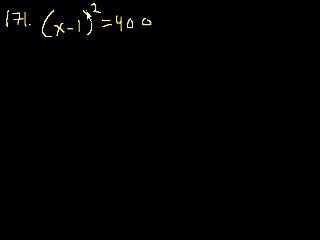 171. (x-1)² = 400